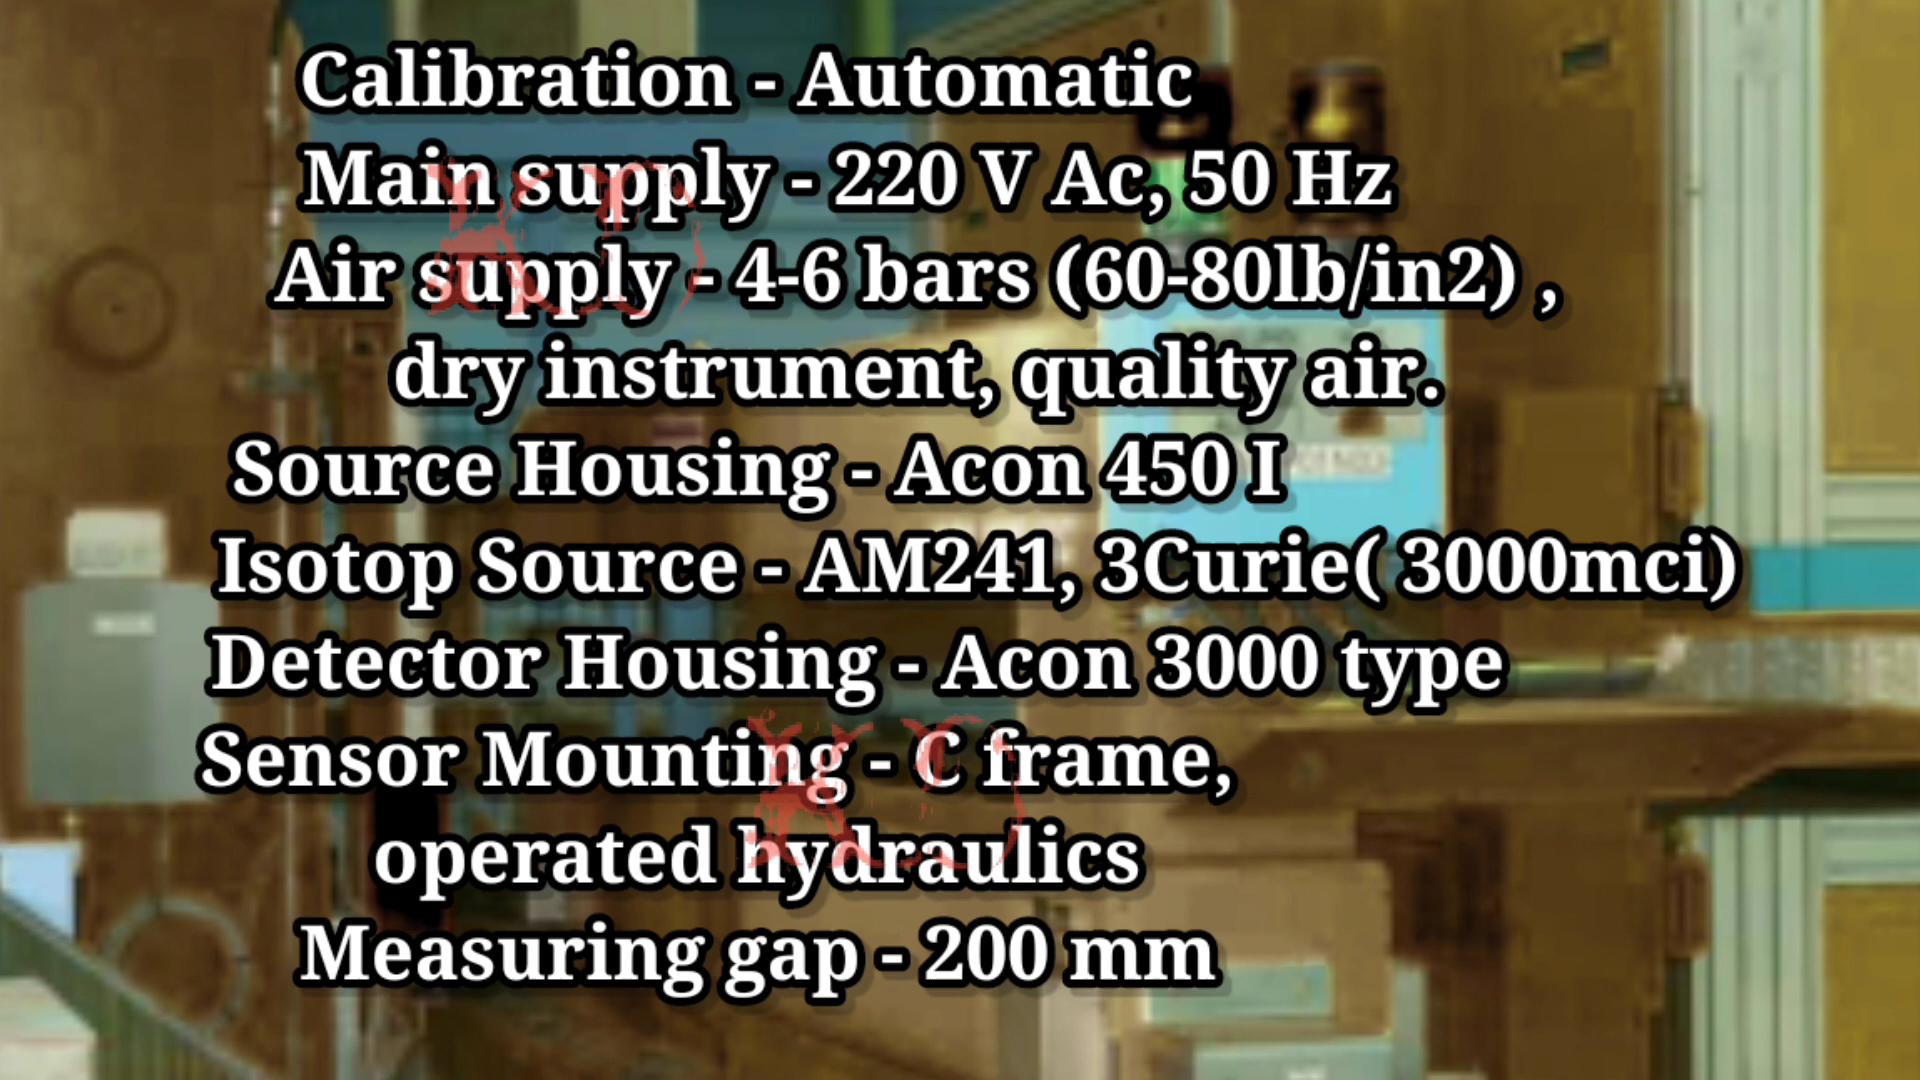 Calibration - Automatic
Main supply - 220 V Ac, 50 Hz
Air supply - 4-6 bars (60-80lb/in2) ,
dry instrument, quality air.
Source Housing - Acon 450 I
Isotop Source - AM241, 3Curie( 3000mci)
Detector Housing - Acon 3000 type
Sensor Mounting - C frame,
operated hydraulics
Measuring gap - 200 mm